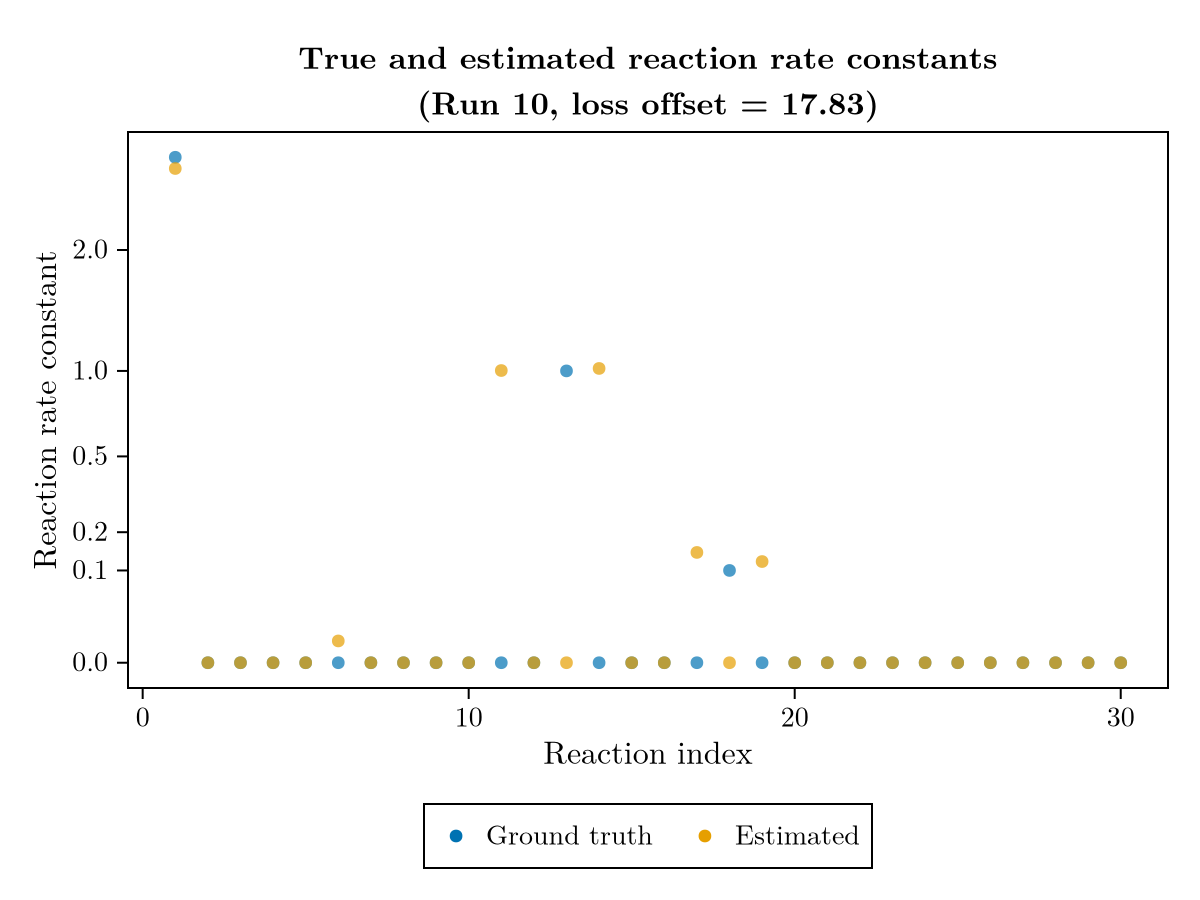 True and estimated reaction rate constants
(Run 10, loss offset = 17.83)
Reaction rate constant
2.0
1.0
0.5
0.2
0.1
0.0
0 10 20 30
Reaction index
Ground truth Estimated